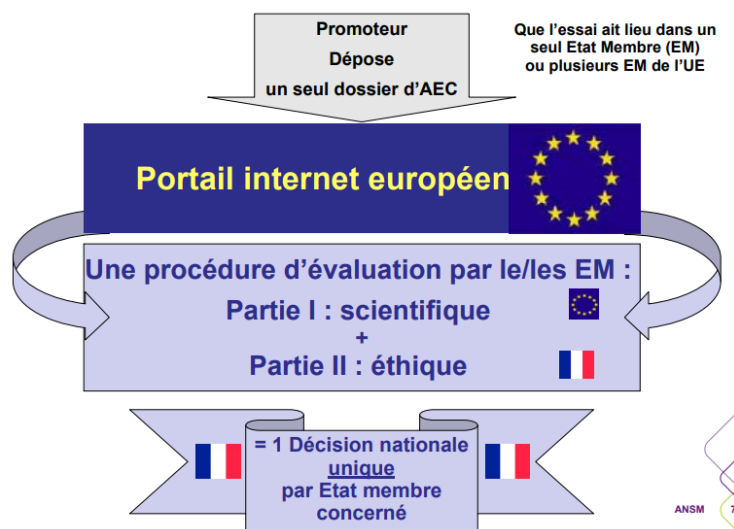 Promoteur
Dépose
un seul dossier d’AEC
Que l’essai ait lieu dans un
seul Etat Membre (EM)
ou plusieurs EM de l’UE
Portail internet européen
Une procédure d’évaluation par le/les EM :
Partie I : scientifique
+
Partie II : éthique
= 1 Décision nationale
unique
par Etat membre
concerné
ANSM 7